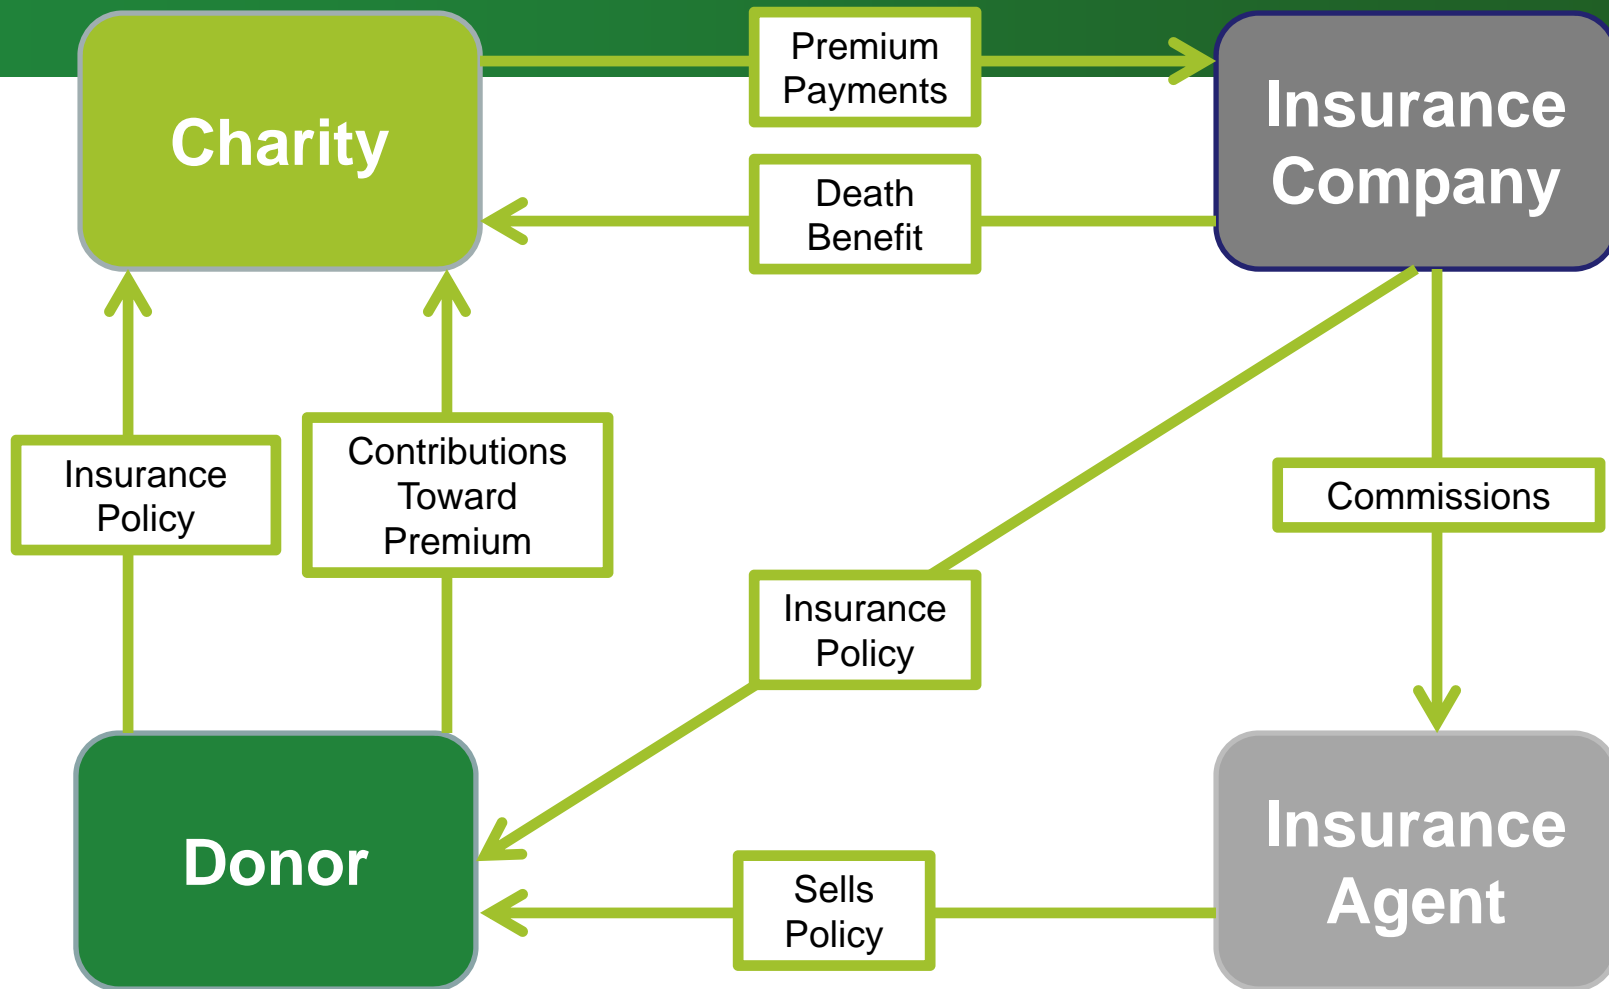 Premium
Payments
Charity
Insurance
Company
Death
Benefit
Insurance
Policy
Contributions
Toward
Premium
Commissions
Insurance
Policy
Donor
Sells
Policy
Insurance
Agent